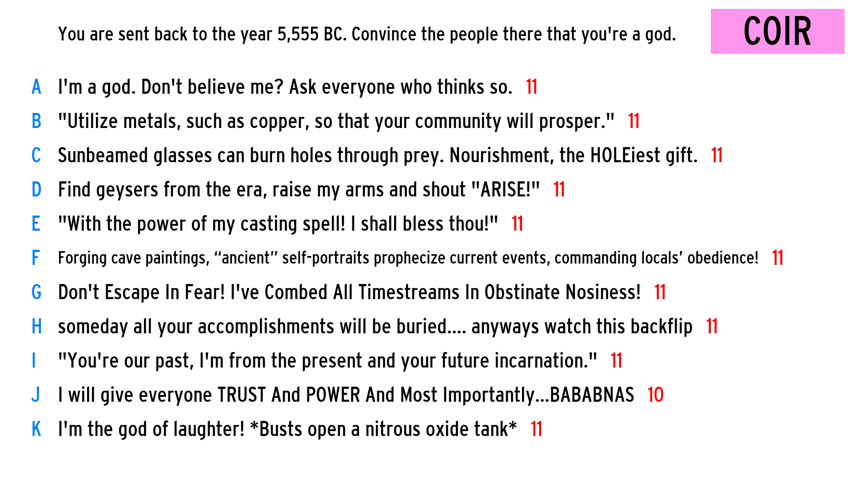 You are sent back to the year 5,555 BC. Convince the people there that you're a god.
COIR
A I'm a god. Don't believe me? Ask everyone who thinks so. 11
B "Utilize metals, such as copper, so that your community will prosper." 11
C Sunbeamed glasses can burn holes through prey. Nourishment, the HOLEiest gift. 11
D Find geysers from the era, raise my arms and shout "ARISE!" 11
E "With the power of my casting spell! I shall bless thou!" 11
F Forging cave paintings, “ancient” self-portraits prophecize current events, commanding locals’ obedience! 11
G Don't Escape In Fear! I've Combed All Timestreams In Obstinate Nosiness! 11
H someday all your accomplishments will be buried.... anyways watch this backflip 11
I "You're our past, I'm from the present and your future incarnation." 11
J I will give everyone TRUST And POWER And Most Importantly...BABABNAS 10
K I'm the god of laughter! *Busts open a nitrous oxide tank* 11